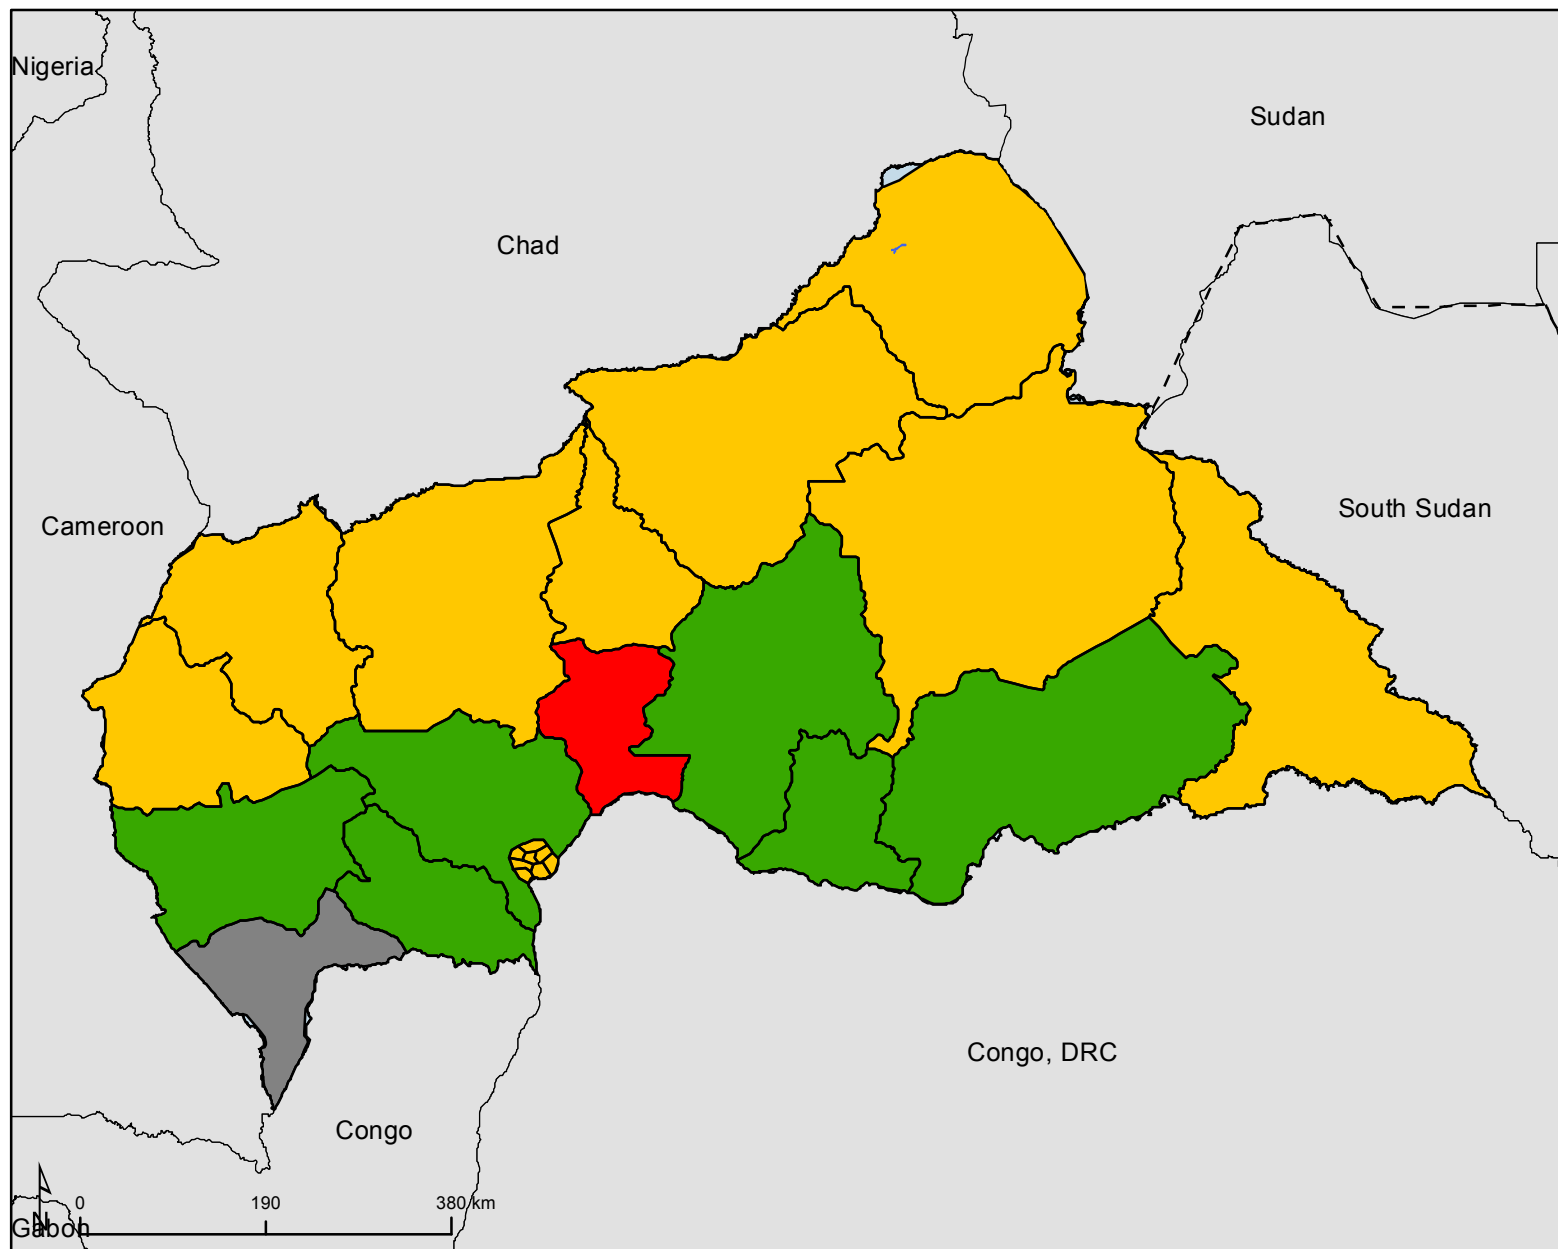 Nigeria
Sudan
Chad
South Sudan
Cameroon
Congo, DRC
Congo
0 190 380 km
N
Gabon